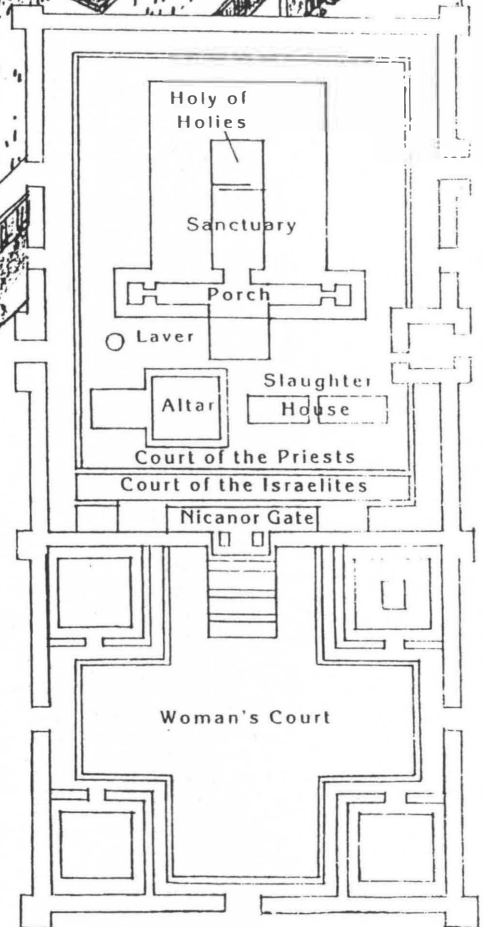 Holy of
Holies
Sanctuary
Porch
Laver
Slaughter
House
Altar
Court of the Priests
Court of the Israelites
Nicanor Gate
Woman's Court